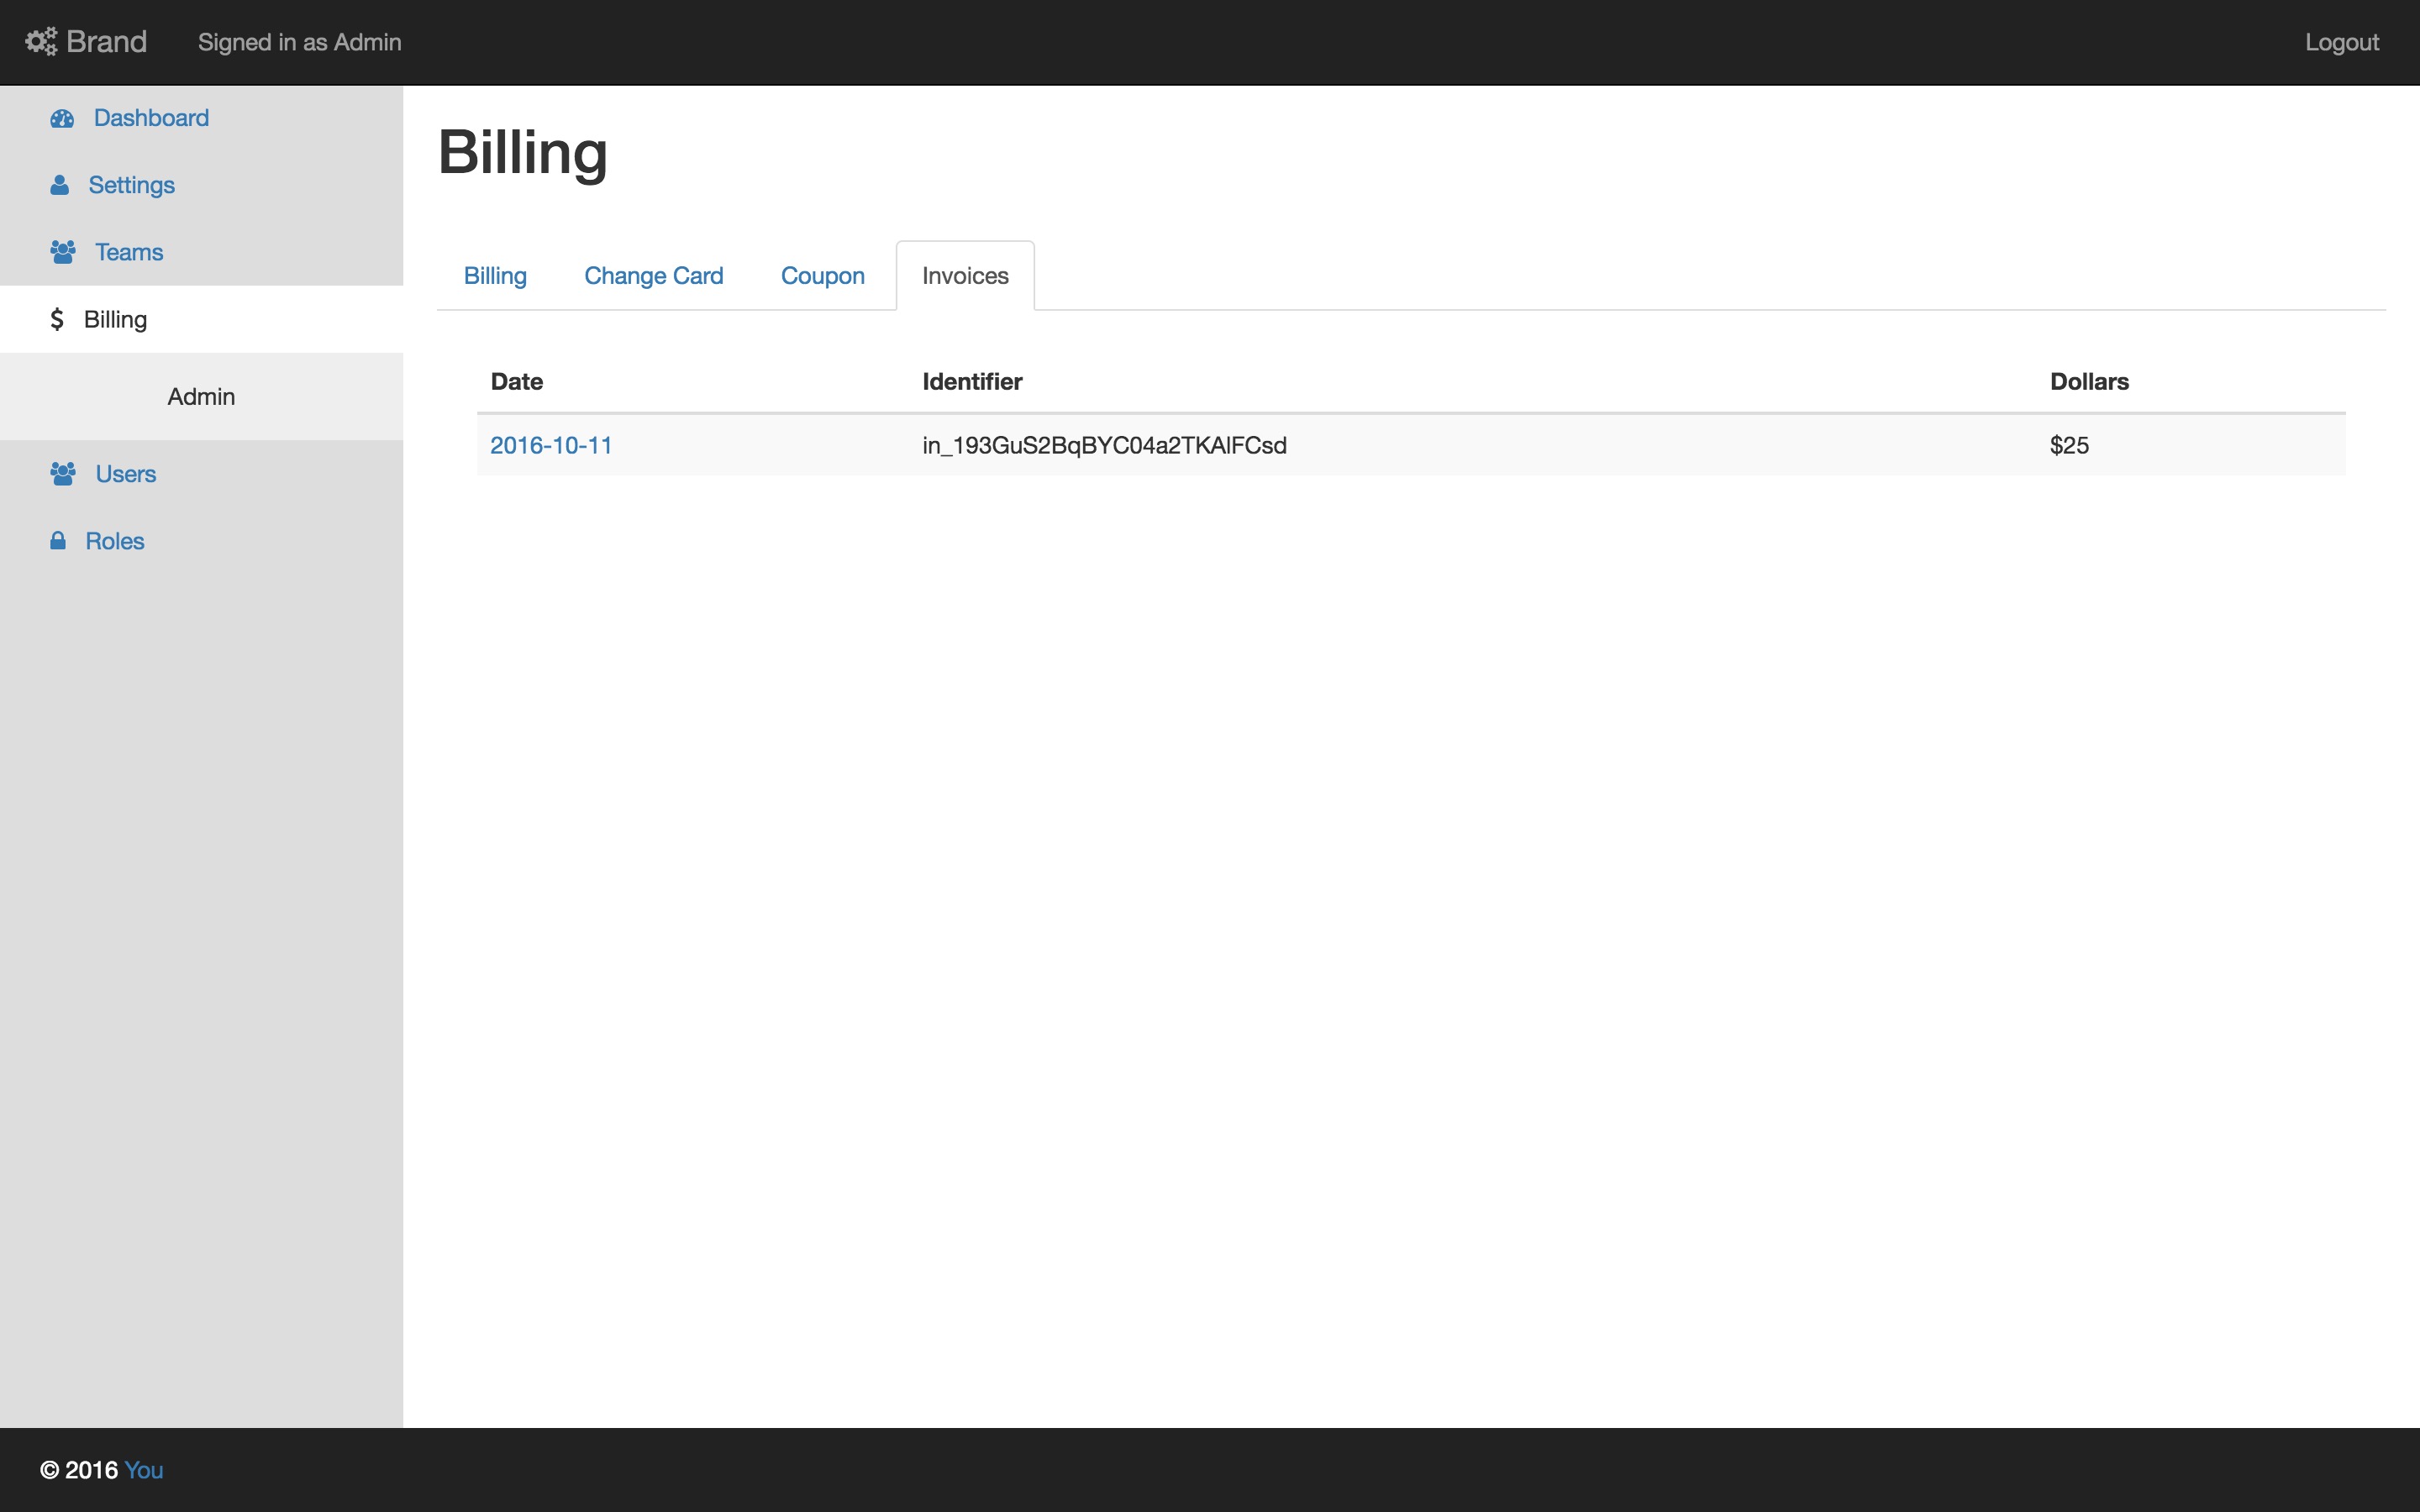 Brand Signed in as Admin Logout
Dashboard
Settings
Teams
Billing
Admin
Users
Roles
Billing
Billing Change Card Coupon Invoices
Date Identifier Dollars
2016-10-11 in_193GuS2BqBYC04a2TKAlFCsd $25
© 2016 You